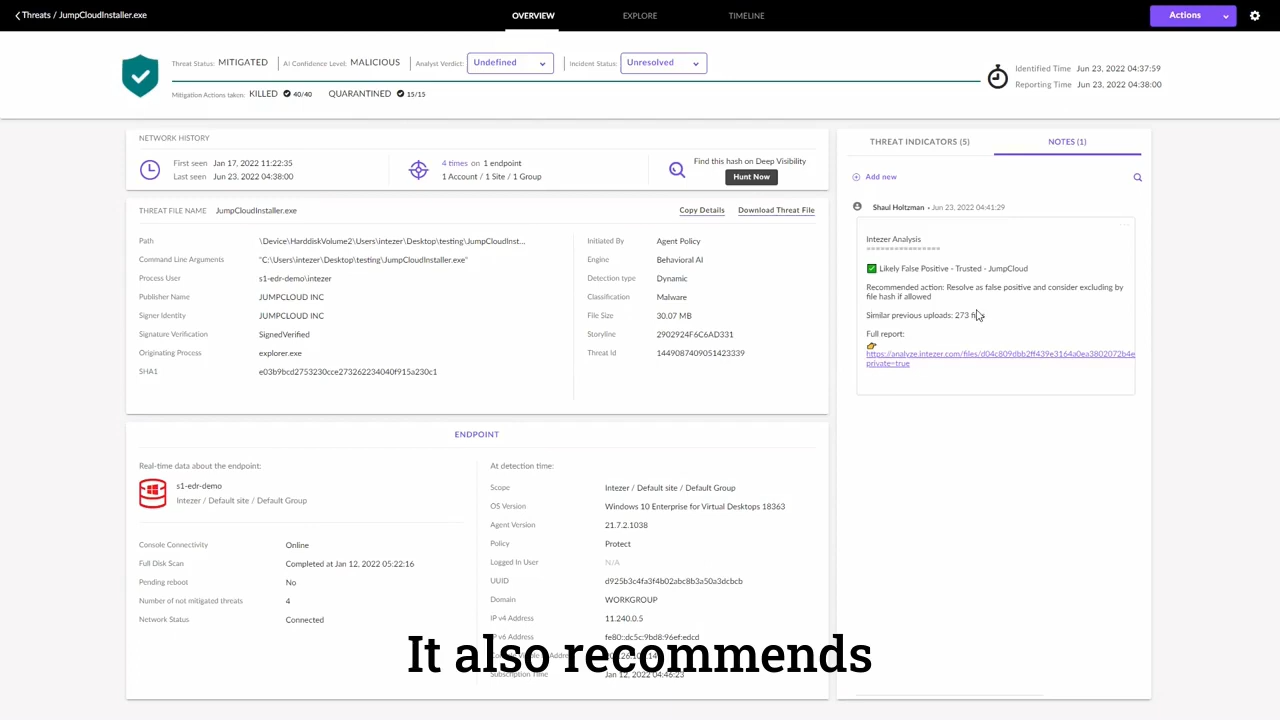 Threats / JumpCloudInstaller.exe
OVERVIEW
EXPLORE
TIMELINE
Actions
Threat Status: MITIGATED
AI Confidence Level: MALICIOUS
Analyst Verdict: Undefined
Incident Status: Unresolved
Mitigation Actions taken: KILLED 40/40 QUARANTINED 15/15
Identified Time Jun 23, 2022 04:37:59
Reporting Time Jun 23, 2022 04:38:00
NETWORK HISTORY
First seen Jan 17, 2022 11:22:35
Last seen Jun 23, 2022 04:38:00
4 times on 1 endpoint
1 Account / 1 Site / 1 Group
Find this hash on Deep Visibility
Hunt Now
THREAT FILE NAME JumpCloudInstaller.exe
Copy Details
Download Threat File
Path \Device\HarddiskVolume2\Users\intezer\Desktop\testing\JumpCloudInst...
Command Line Arguments "C:\Users\intezer\Desktop\testing\JumpCloudInstaller.exe"
Process User s1-edr-demo\intezer
Publisher Name JUMPCLOUD INC
Signer Identity JUMPCLOUD INC
Signature Verification SignedVerified
Originating Process explorer.exe
SHA1 e03b9bcd2753230cce273262234040f915a230c1
Initiated By Agent Policy
Engine Behavioral AI
Detection type Dynamic
Classification Malware
File Size 30.07 MB
Storyline 2902924F6C6AD331
Threat Id 1449087409051423339
ENDPOINT
Real-time data about the endpoint:
s1-edr-demo
Intezer / Default site / Default Group
Console Connectivity Online
Full Disk Scan Completed at Jan 12, 2022 05:22:16
Pending reboot No
Number of not mitigated threats 4
Network Status Connected
At detection time:
Scope Intezer / Default site / Default Group
OS Version Windows 10 Enterprise for Virtual Desktops 18363
Agent Version 21.7.2.1038
Policy Protect
Logged In User N/A
UUID d925b3c4fa3f4b02abc8b3a50a3dcbcb
Domain WORKGROUP
IP v4 Address 11.240.0.5
IP v6 Address fe80::dc5c:9bd8:96ef:edcd
Subscription Time Jan 12, 2022 04:46:23
THREAT INDICATORS (5)
NOTES (1)
Add new
Shaul Holtzman • Jun 23, 2022 04:41:29
...
Intezer Analysis
================
Likely False Positive - Trusted - JumpCloud
Recommended action: Resolve as false positive and consider excluding by
file hash if allowed
Similar previous uploads: 273
Full report:
https://analyze.intezer.com/files/d04c809dbb2ff439e3164a0ea3802072b4e
private=true
It also recommends